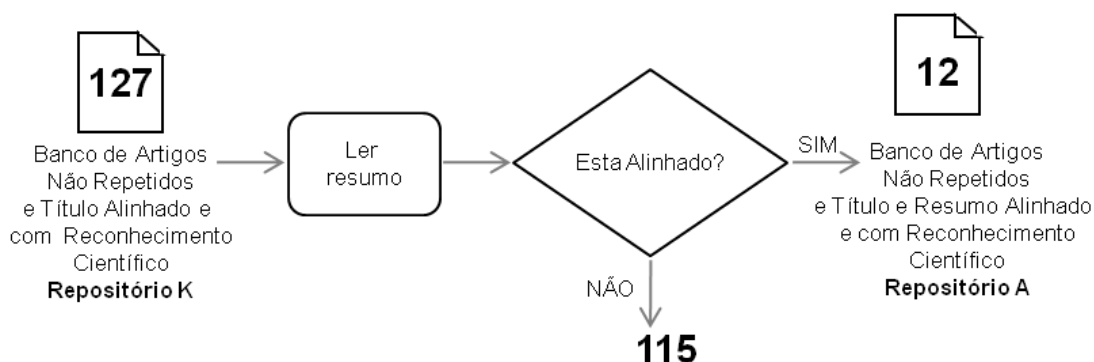 127
Banco de Artigos
Não Repetidos
e Título Alinhado e
com Reconhecimento
Científico
Repositório K
Ler
resumo
Esta Alinhado?
SIM
NÃO
115
12
Banco de Artigos
Não Repetidos
e Título e Resumo Alinhado
e com Reconhecimento
Científico
Repositório A